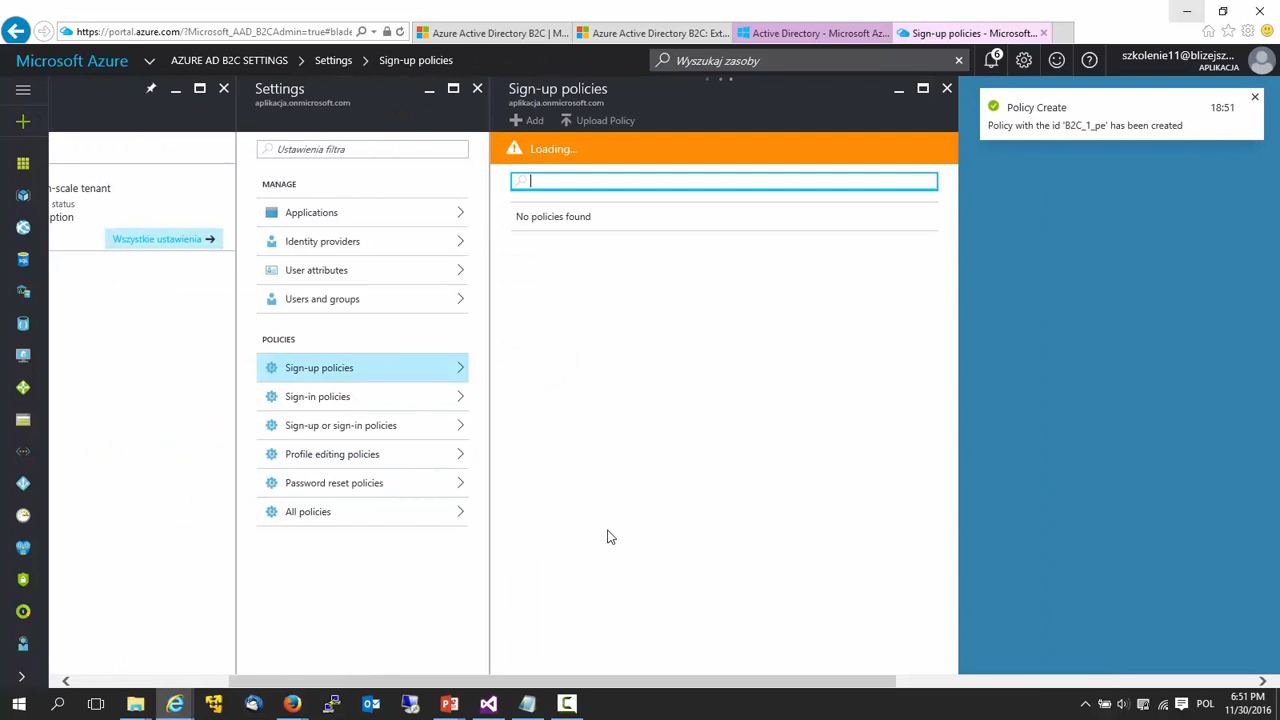 https://portal.azure.com/?Microsoft_AAD_B2CAdmin=true#blade
Azure Active Directory B2C | M...
Azure Active Directory B2C: Ext...
Active Directory - Microsoft Az...
Sign-up policies - Microsoft...
Microsoft Azure
AZURE AD B2C SETTINGS
Settings
Sign-up policies
Wyszukaj zasoby
6
szkolenie11@blizejsz...
APLIKACJA
Settings
aplikacja.onmicrosoft.com
Sign-up policies
aplikacja.onmicrosoft.com
Add
Upload Policy
Policy Create
18:51
Policy with the id 'B2C_1_pe' has been created
Loading...
Ustawienia filtra
No policies found
-scale tenant
status
ption
Wszystkie ustawienia
MANAGE
Applications
Identity providers
User attributes
Users and groups
POLICIES
Sign-up policies
Sign-in policies
Sign-up or sign-in policies
Profile editing policies
Password reset policies
All policies
POL
6:51 PM
11/30/2016